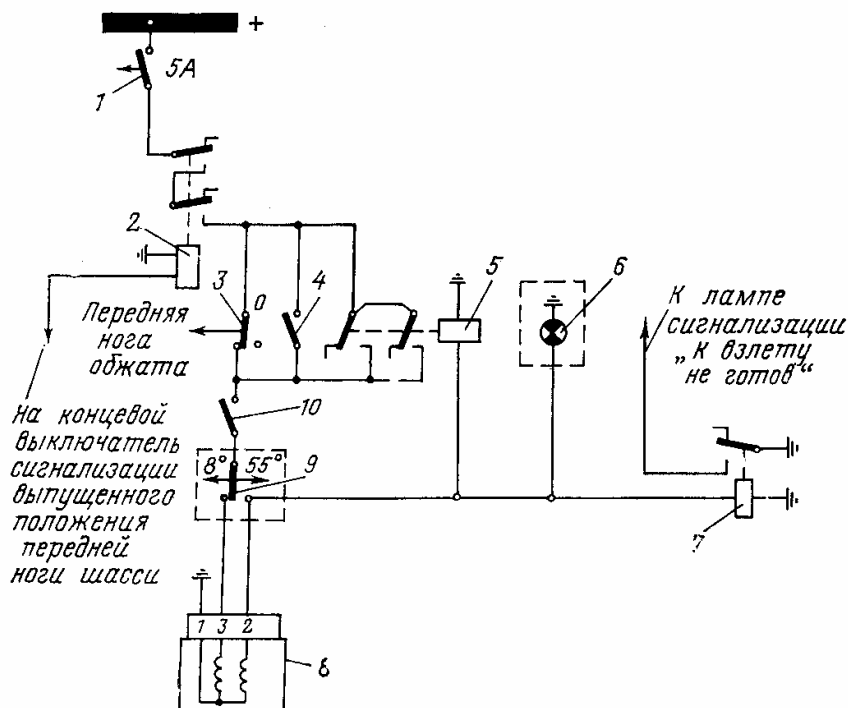 +
5А
1
2
3
0
4
5
6
Передняя
нога
обжата
К лампе
сигнализации
„К взлету
не готов“
На концевой
выключатель
сигнализации
выпущенного
положения
передней
ноги шасси
10
8° 55°
9
7
1 3 2
8